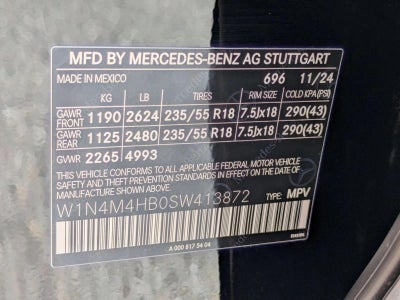 MFD BY MERCEDES-BENZ AG STUTTGART
MADE IN MEXICO 696 11/24
KG LB TIRES RIM SIZE COLD KPA(PSI)
GAWR FRONT 1190 2624 235/55 R18 7.5Jx18 290(43)
GAWR REAR 1125 2480 235/55 R18 7.5Jx18 290(43)
GVWR 2265 4993
THIS VEHICLE CONFORMS TO ALL APPLICABLE
FEDERAL MOTOR VEHICLE SAFETY, BUMPER, AND
THEFT PREVENTION STANDARDS IN EFFECT ON THE
DATE OF MANUFACTURE SHOWN ABOVE
W1N4M4HB0SW413872 TYPE: MPV
A 000 817 54 04